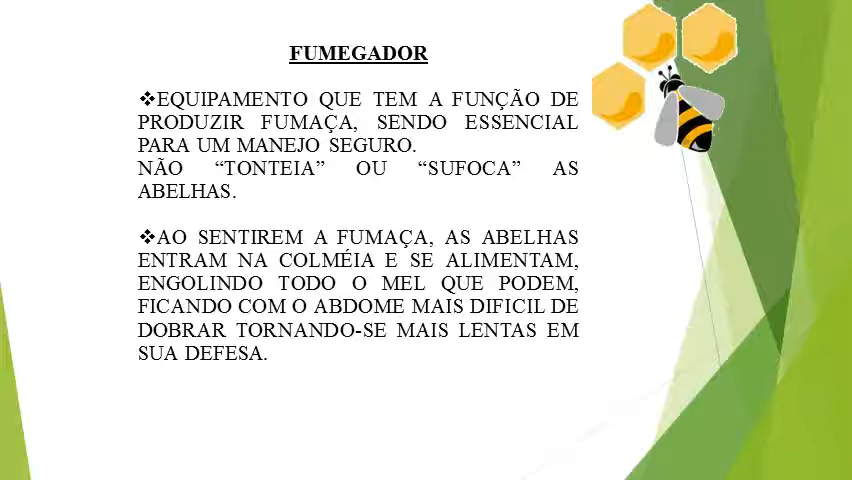 FUMEGADOR
❖EQUIPAMENTO QUE TEM A FUNÇÃO DE
PRODUZIR FUMAÇA, SENDO ESSENCIAL
PARA UM MANEJO SEGURO.
NÃO “TONTEIA” OU “SUFOCA” AS
ABELHAS.
❖AO SENTIREM A FUMAÇA, AS ABELHAS
ENTRAM NA COLMÉIA E SE ALIMENTAM,
ENGOLINDO TODO O MEL QUE PODEM,
FICANDO COM O ABDOME MAIS DIFICIL DE
DOBRAR TORNANDO-SE MAIS LENTAS EM
SUA DEFESA.